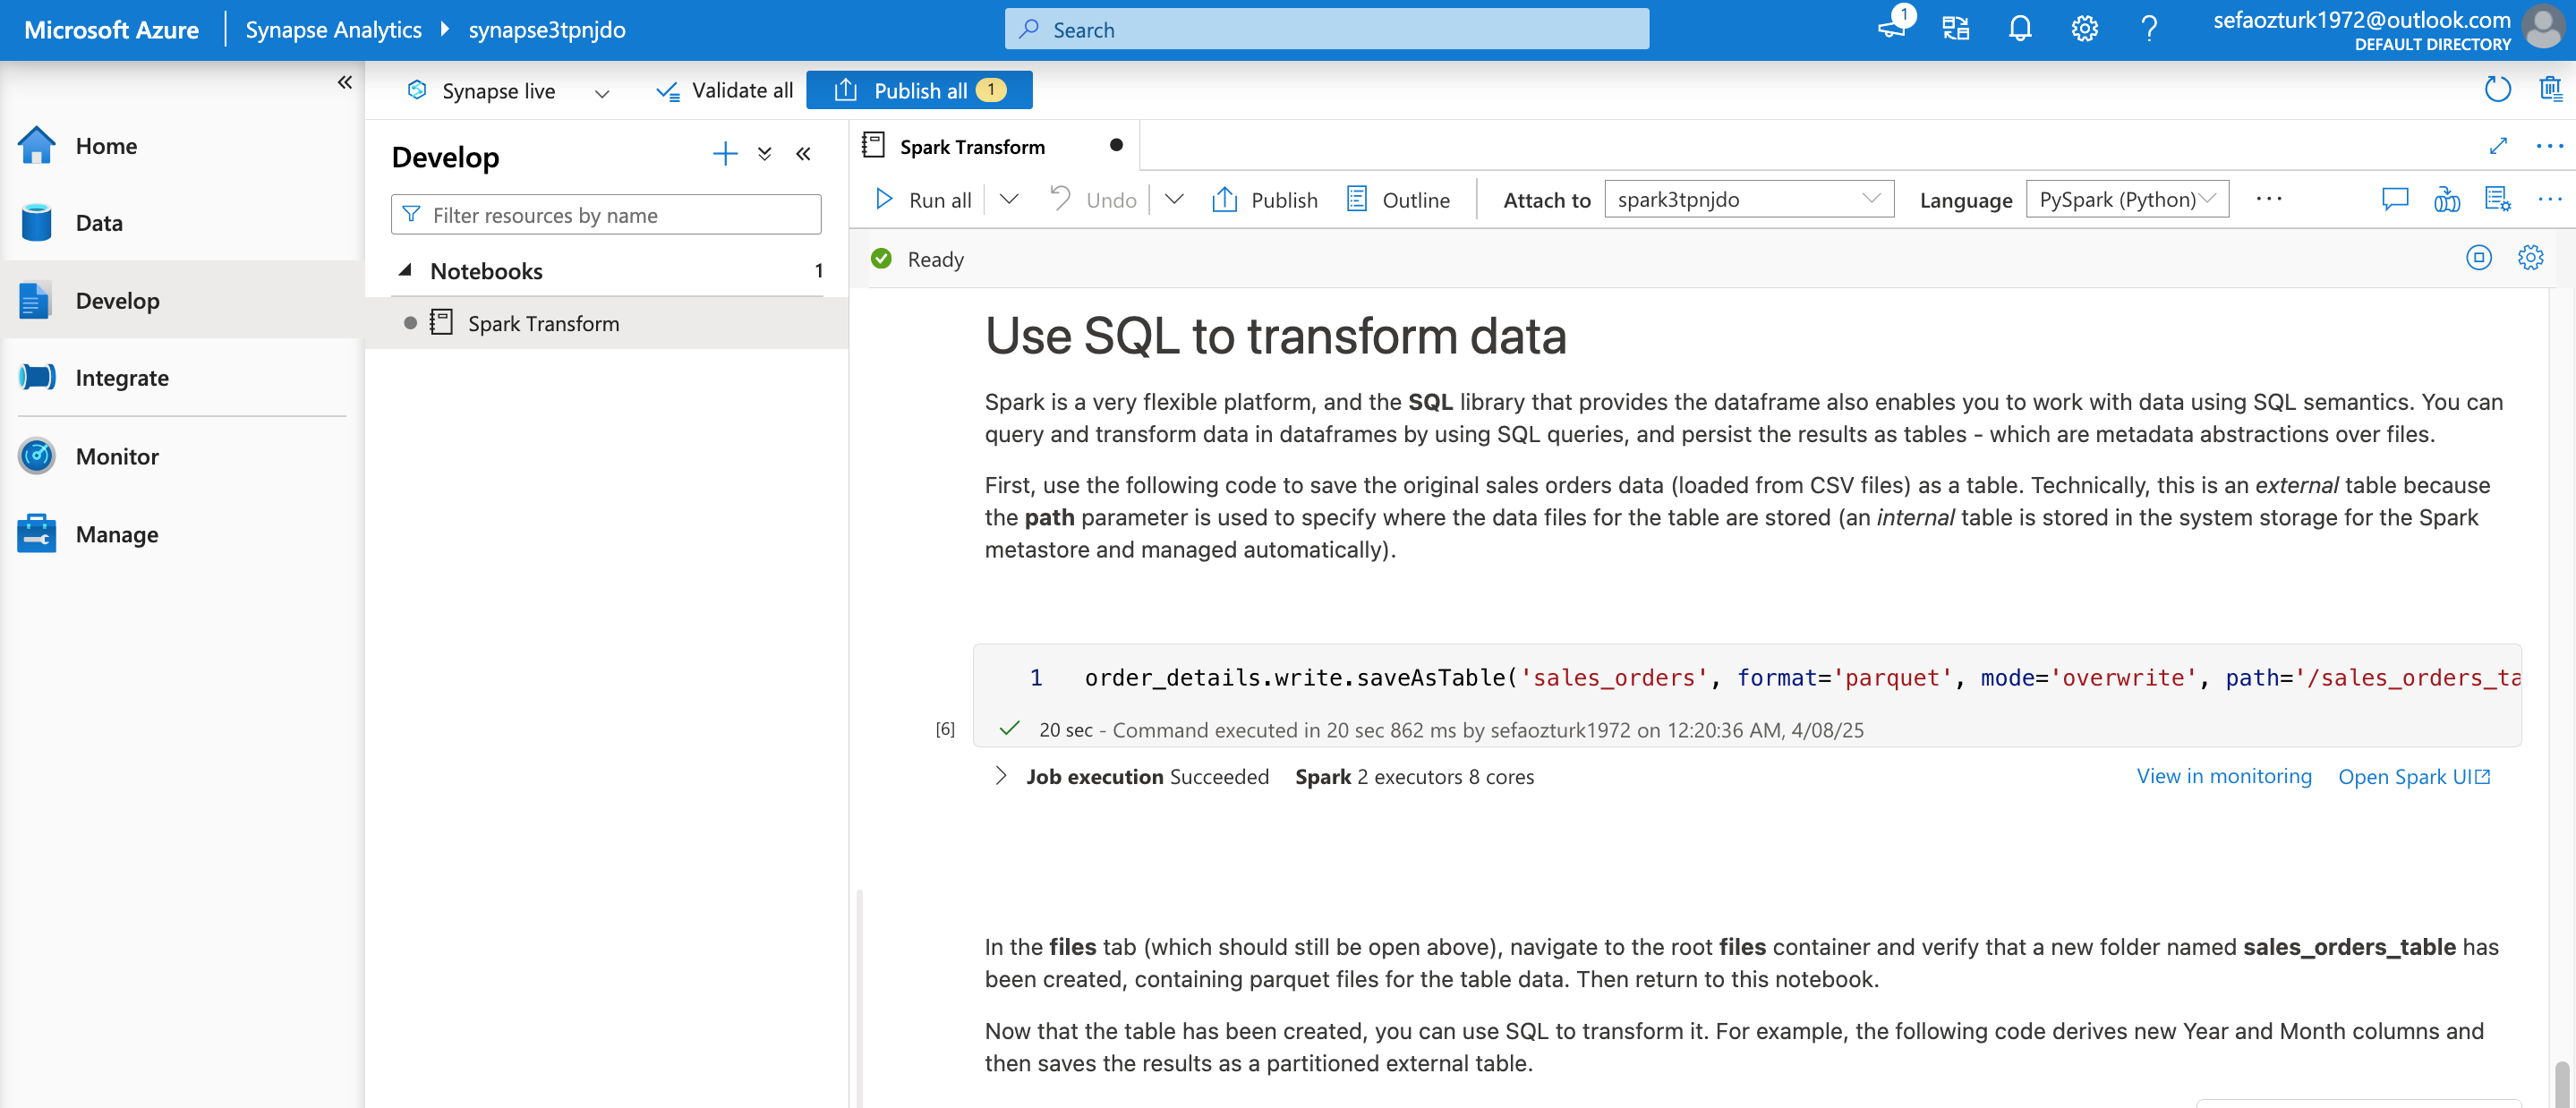 Microsoft Azure
Synapse Analytics
synapse3tpnjdo
Search
1
sefaozturk1972@outlook.com
DEFAULT DIRECTORY
Home
Data
Develop
Integrate
Monitor
Manage
Synapse live
Validate all
Publish all 1
Develop
Filter resources by name
Notebooks 1
Spark Transform
Spark Transform
Run all
Undo
Publish
Outline
Attach to
spark3tpnjdo
Language
PySpark (Python)
Ready
Use SQL to transform data
Spark is a very flexible platform, and the SQL library that provides the dataframe also enables you to work with data using SQL semantics. You can
query and transform data in dataframes by using SQL queries, and persist the results as tables - which are metadata abstractions over files.
First, use the following code to save the original sales orders data (loaded from CSV files) as a table. Technically, this is an external table because
the path parameter is used to specify where the data files for the table are stored (an internal table is stored in the system storage for the Spark
metastore and managed automatically).
1 order_details.write.saveAsTable('sales_orders', format='parquet', mode='overwrite', path='/sales_orders_ta
[6] 20 sec - Command executed in 20 sec 862 ms by sefaozturk1972 on 12:20:36 AM, 4/08/25
Job execution Succeeded Spark 2 executors 8 cores
View in monitoring
Open Spark UI
In the files tab (which should still be open above), navigate to the root files container and verify that a new folder named sales_orders_table has
been created, containing parquet files for the table data. Then return to this notebook.
Now that the table has been created, you can use SQL to transform it. For example, the following code derives new Year and Month columns and
then saves the results as a partitioned external table.